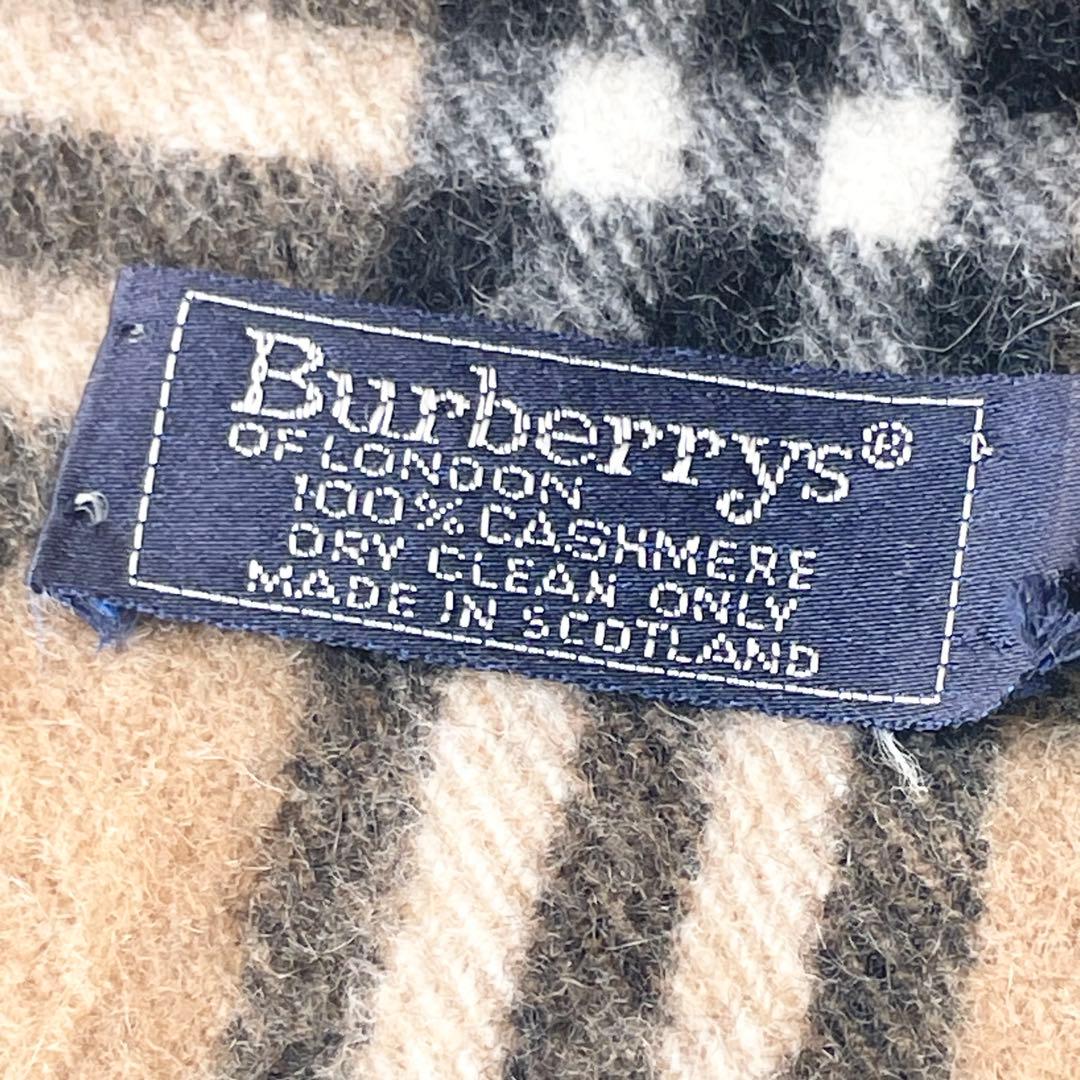 Burberrys®
OF LONDON
100% CASHMERE
DRY CLEAN ONLY
MADE IN SCOTLAND